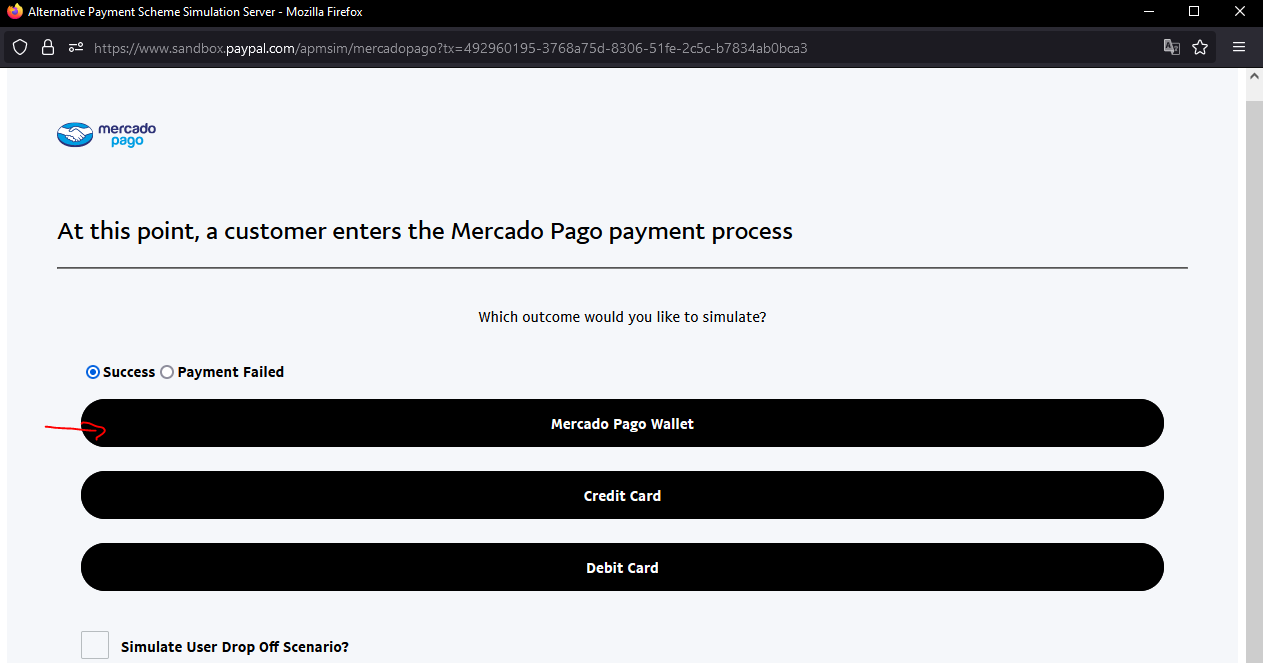 Alternative Payment Scheme Simulation Server - Mozilla Firefox
https://www.sandbox.paypal.com/apmsim/mercadopago?tx=492960195-3768a75d-8306-51fe-2c5c-b7834ab0bca3
mercado
pago
At this point, a customer enters the Mercado Pago payment process
Which outcome would you like to simulate?
Success Payment Failed
Mercado Pago Wallet
Credit Card
Debit Card
Simulate User Drop Off Scenario?